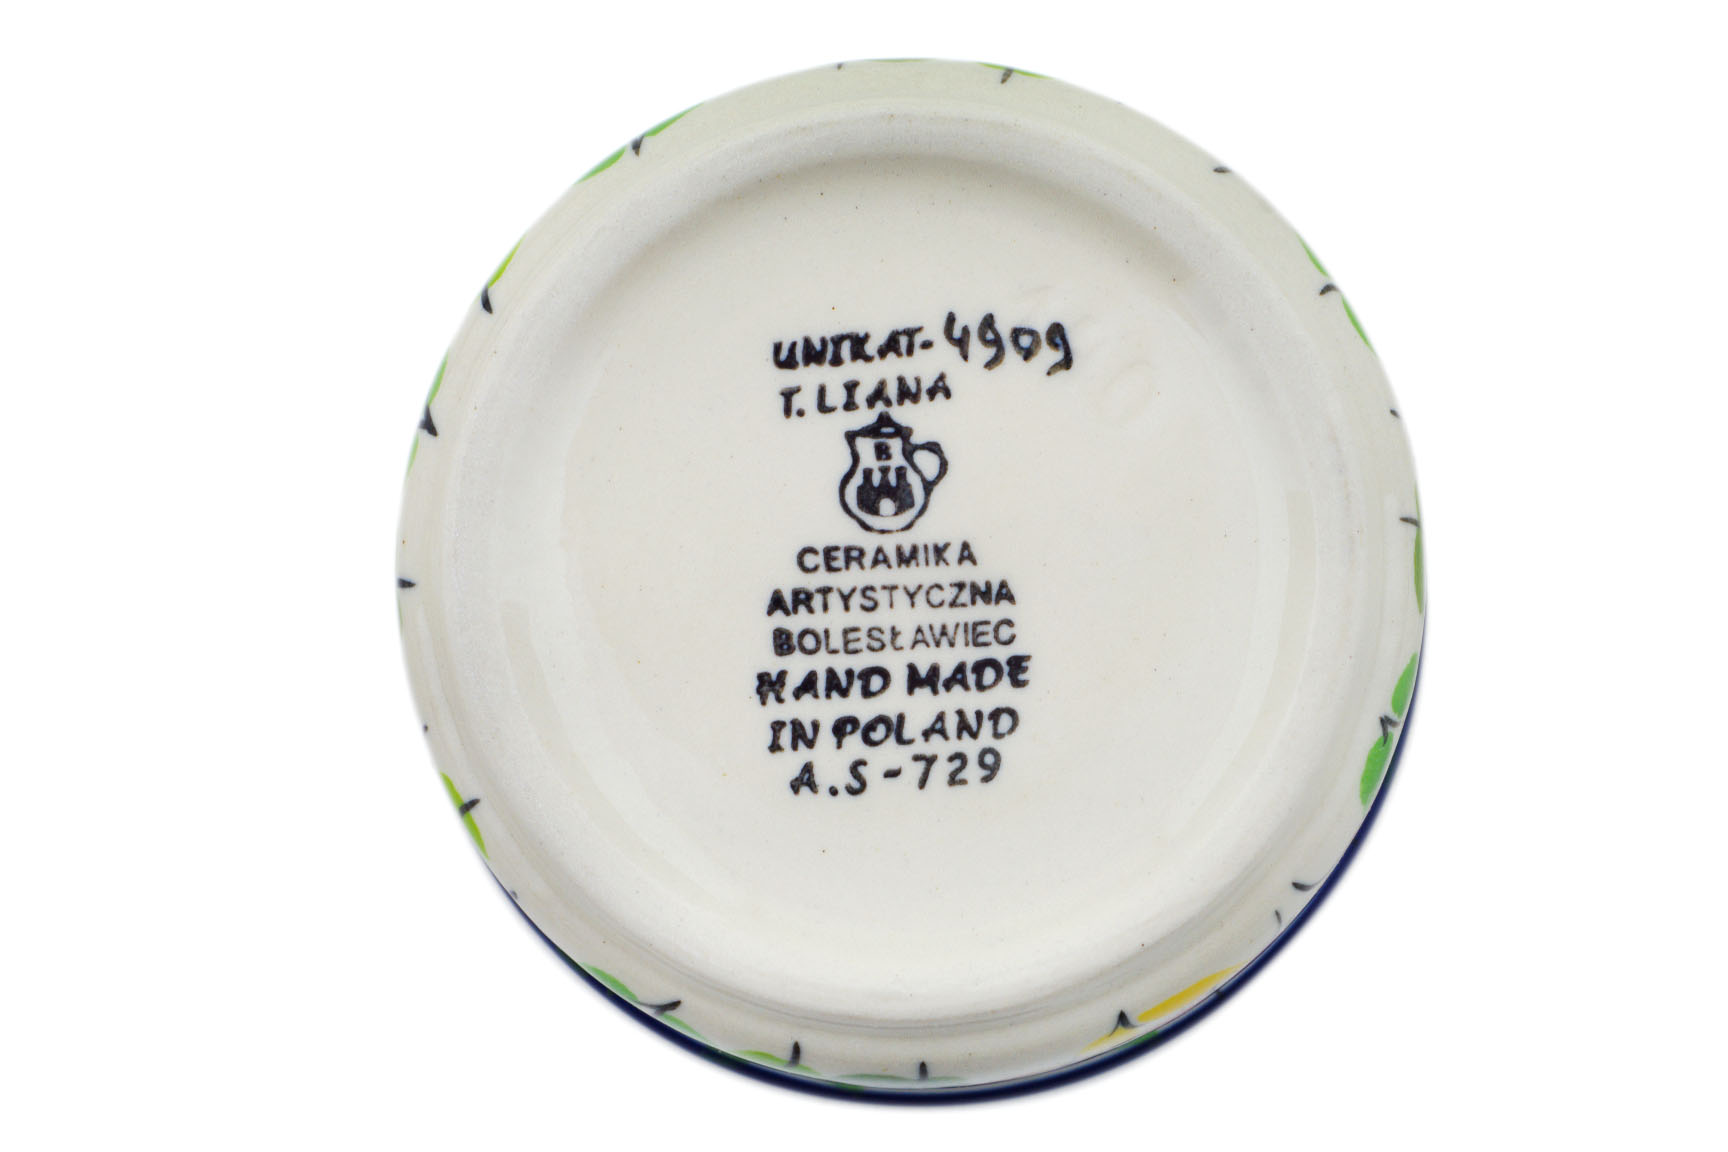 UNIKAT-4909
T. LIANA
B
CERAMIKA
ARTYSTYCZNA
BOLESŁAWIEC
HAND MADE
IN POLAND
A.S-729